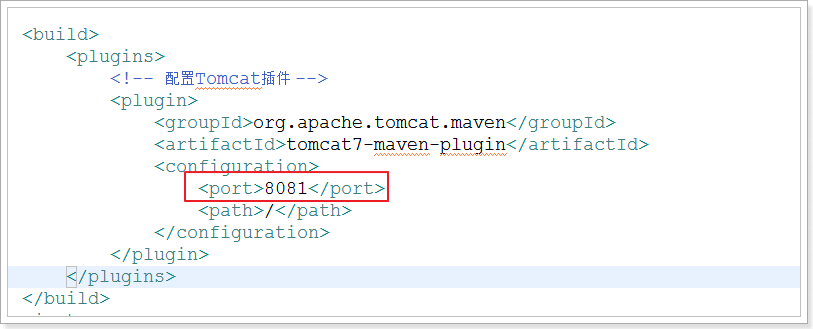 <build>
<plugins>
<!-- 配置Tomcat插件 -->
<plugin>
<groupId>org.apache.tomcat.maven</groupId>
<artifactId>tomcat7-maven-plugin</artifactId>
<configuration>
<port>8081</port>
<path>/</path>
</configuration>
</plugin>
</plugins>
</build>